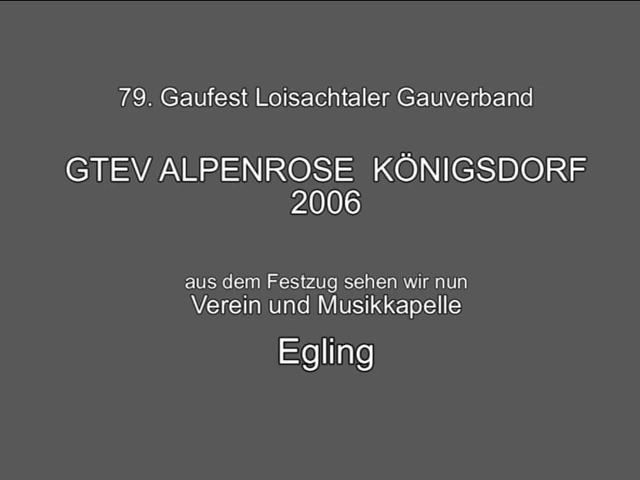 79. Gaufest Loisachtaler Gauverband
GTEV ALPENROSE KÖNIGSDORF
2006
aus dem Festzug sehen wir nun
Verein und Musikkapelle
Egling